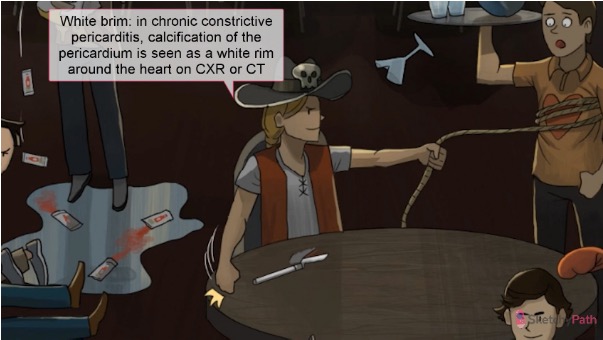 White brim: in chronic constrictive
pericarditis, calcification of the
pericardium is seen as a white rim
around the heart on CXR or CT
SketchyPath